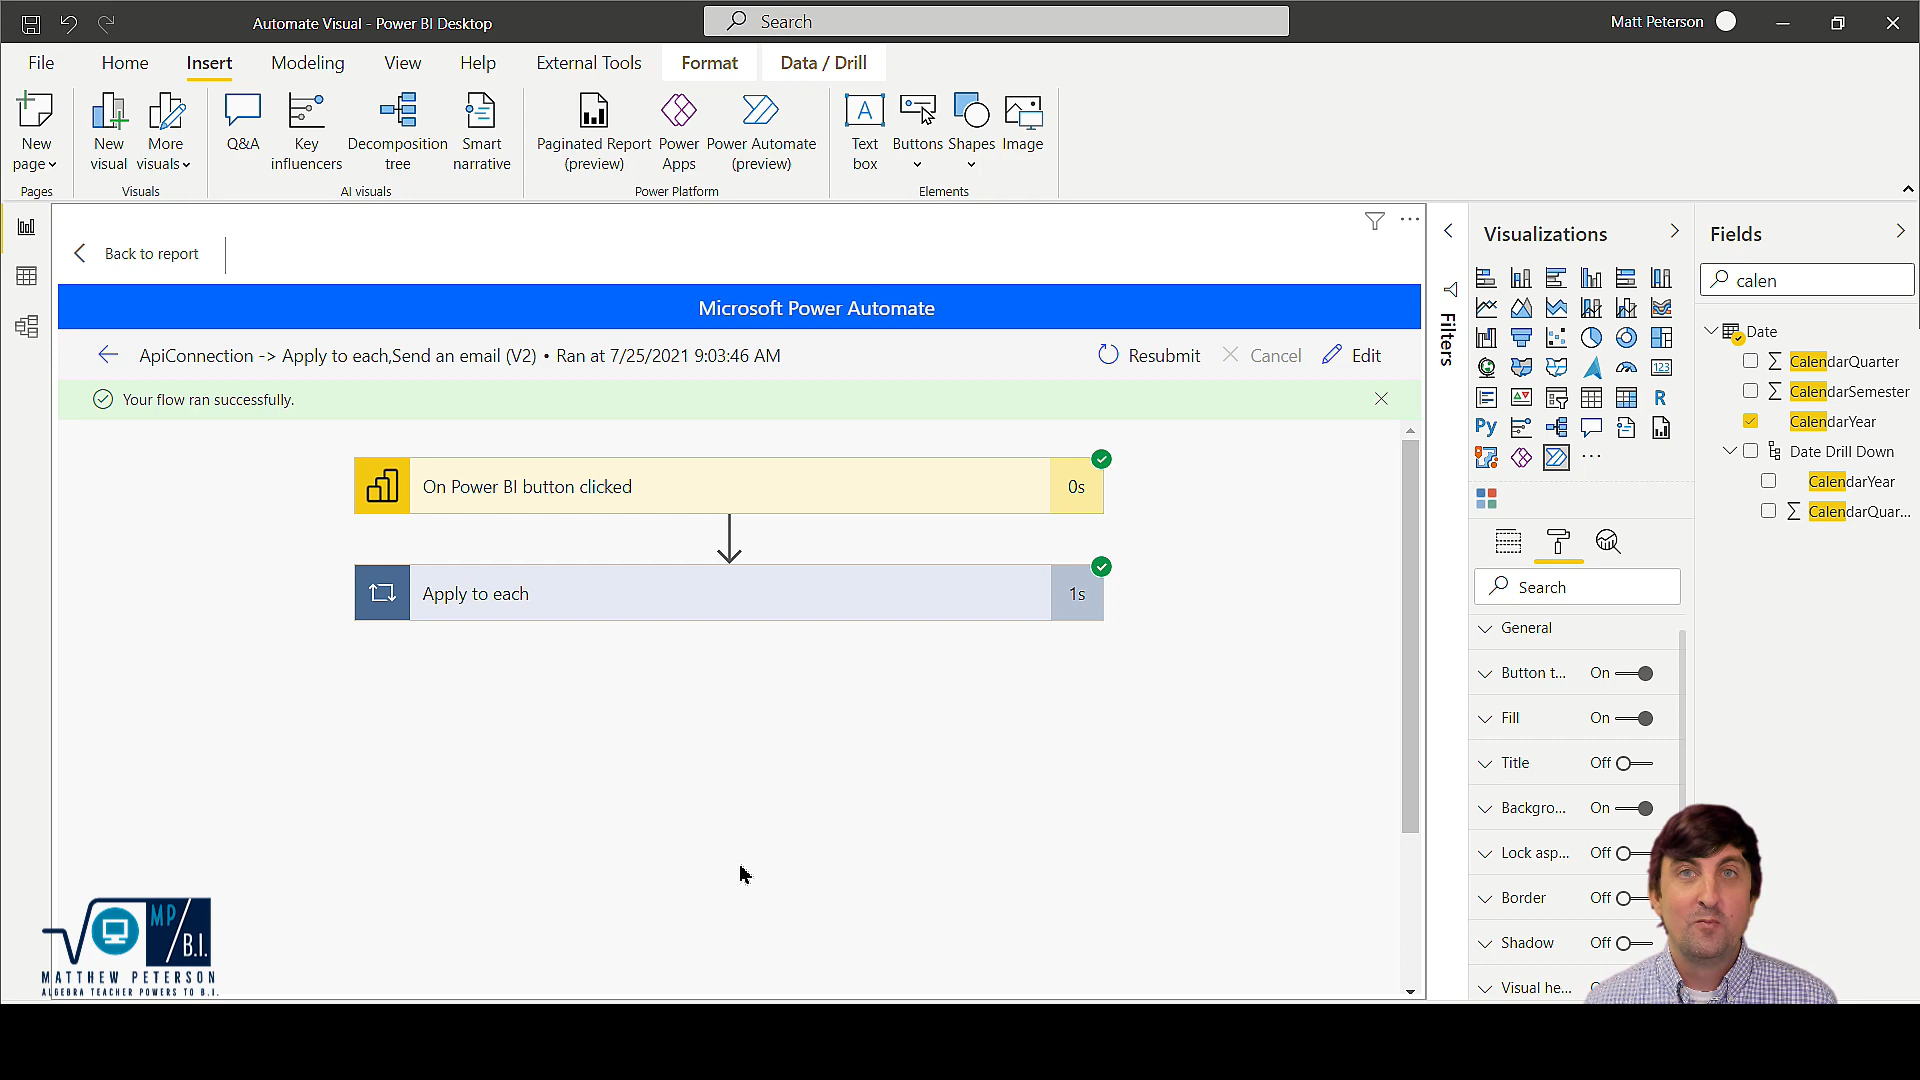 Automate Visual - Power BI Desktop
Search
Matt Peterson
File
Home
Insert
Modeling
View
Help
External Tools
Format
Data / Drill
New page
New visual
More visuals
Q&A
Key influencers
Decomposition tree
Smart narrative
Paginated Report (preview)
Power Apps
Power Automate (preview)
Text box
Buttons
Shapes
Image
Pages
Visuals
AI visuals
Power Platform
Elements
Back to report
Microsoft Power Automate
ApiConnection -> Apply to each,Send an email (V2) • Ran at 7/25/2021 9:03:46 AM
Resubmit
Cancel
Edit
Your flow ran successfully.
On Power BI button clicked
0s
Apply to each
1s
Filters
Visualizations
123
R
Py
Search
General
Button t... On
Fill On
Title Off
Backgro... On
Lock asp... Off
Border Off
Shadow Off
Visual he...
Fields
calen
Date
CalendarQuarter
CalendarSemester
CalendarYear
Date Drill Down
CalendarYear
CalendarQuar...
MP/B.I.
MATTHEW PETERSON
ALGEBRA TEACHER POWERS TO B.I.